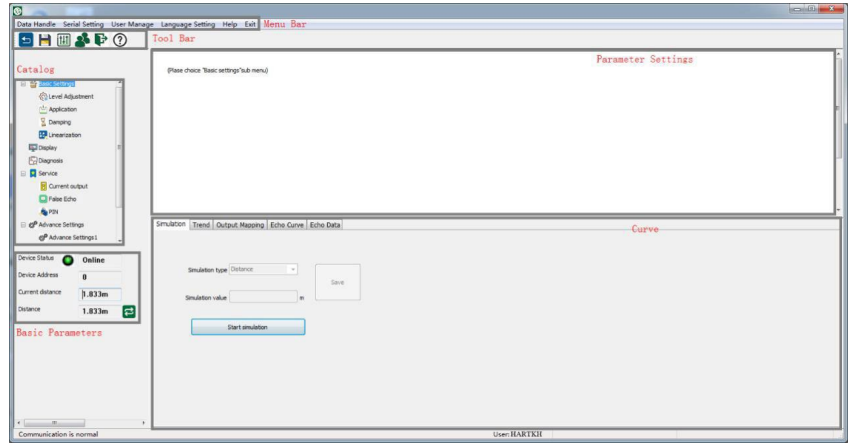 Data Handle Serial Setting User Manage Language Setting Help Exit Menu Bar
Tool Bar
Catalog
Parameter Settings
(Plase choice "Basic settings"sub menu)
Basic Settings
Level Adjustment
Application
Damping
Linearization
Display
Diagnosis
Service
Current output
False Echo
PIN
Advance Settings
Advance Settings1
Simulation Trend Output Mapping Echo Curve Echo Data
Curve
Simulation type Distance
Save
Simulation value m
Start simulation
Device Status Online
Device Address 0
Current distance 1.833m
Distance 1.833m
Basic Parameters
Communication is normal
User:HARTKH